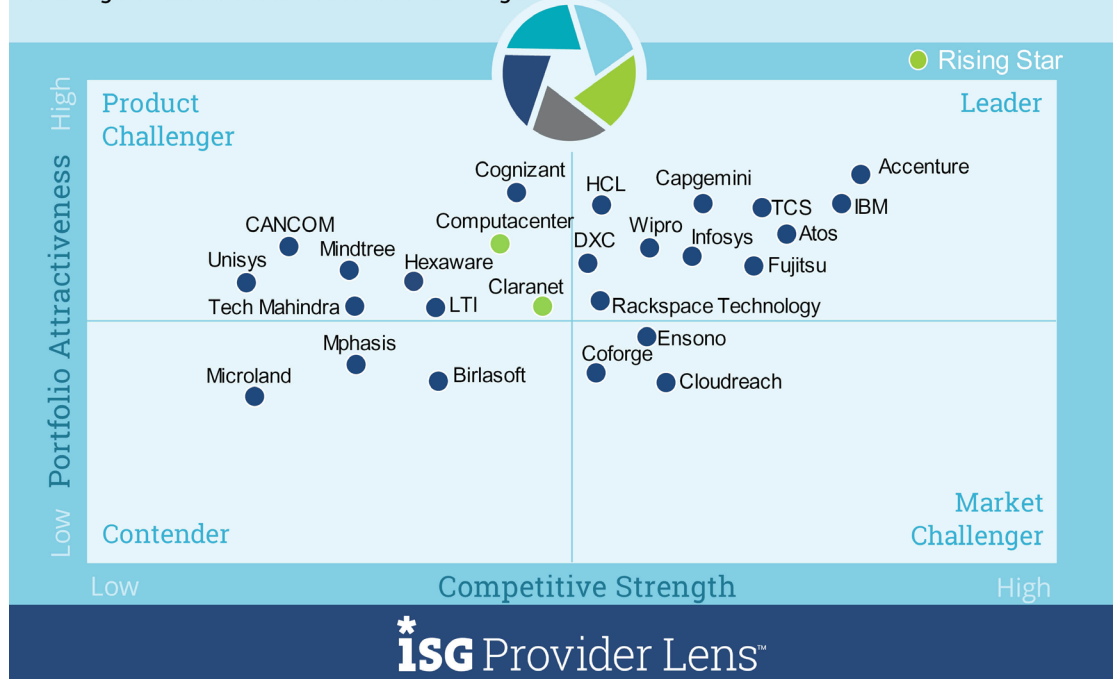 Rising Star
High
Product
Challenger
Leader
Cognizant
HCL
Capgemini
Accenture
Computacenter
TCS
IBM
CANCOM
Wipro
Atos
DXC
Infosys
Mindtree
Unisys
Hexaware
Fujitsu
Claranet
Tech Mahindra
LTI
Rackspace Technology
Portfolio Attractiveness
Ensono
Mphasis
Coforge
Microland
Birlasoft
Cloudreach
Low
Contender
Market
Challenger
Low
Competitive Strength
High
iSG Provider Lens™